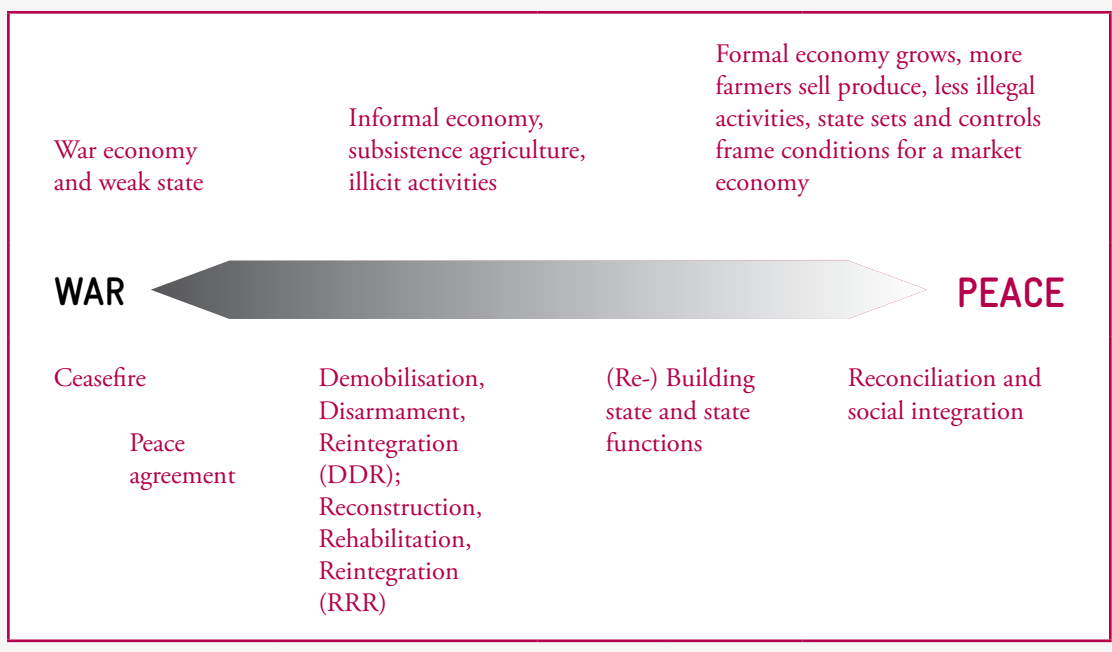 War economy
and weak state
Informal economy,
subsistence agriculture,
illicit activities
Formal economy grows, more
farmers sell produce, less illegal
activities, state sets and controls
frame conditions for a market
economy
WAR
PEACE
Ceasefire
Peace
agreement
Demobilisation,
Disarmament,
Reintegration
(DDR);
Reconstruction,
Rehabilitation,
Reintegration
(RRR)
(Re-) Building
state and state
functions
Reconciliation and
social integration